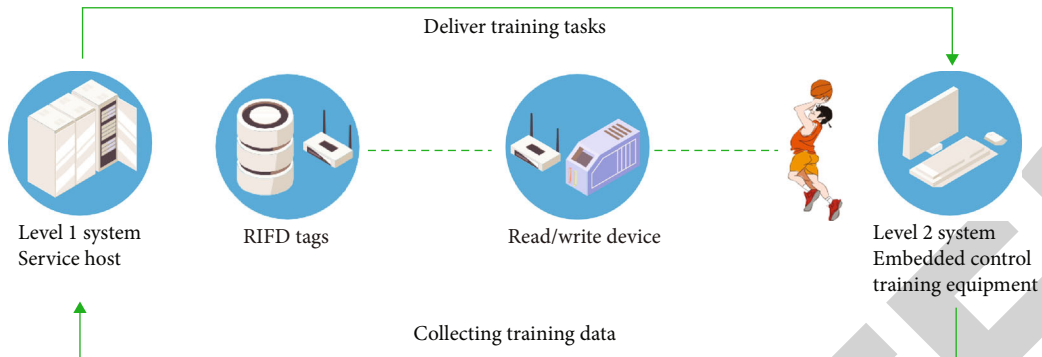 Deliver training tasks
Level 1 system
Service host
RIFD tags
Read/write device
Level 2 system
Embedded control
training equipment
Collecting training data